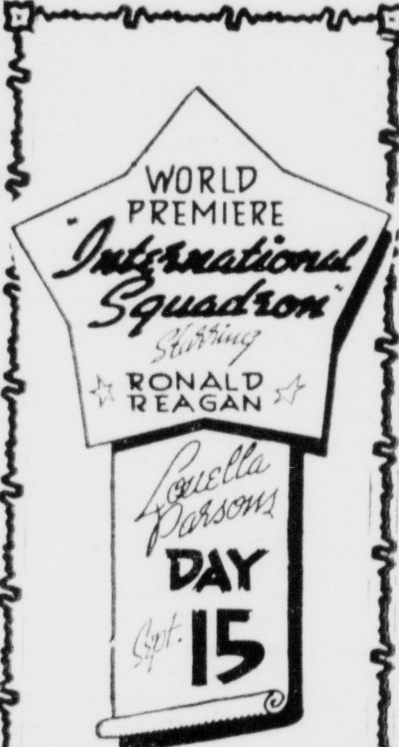 WORLD
PREMIERE
"International
Squadron"
Starring
RONALD
REAGAN
Louella
Parsons
DAY
Sept. 15